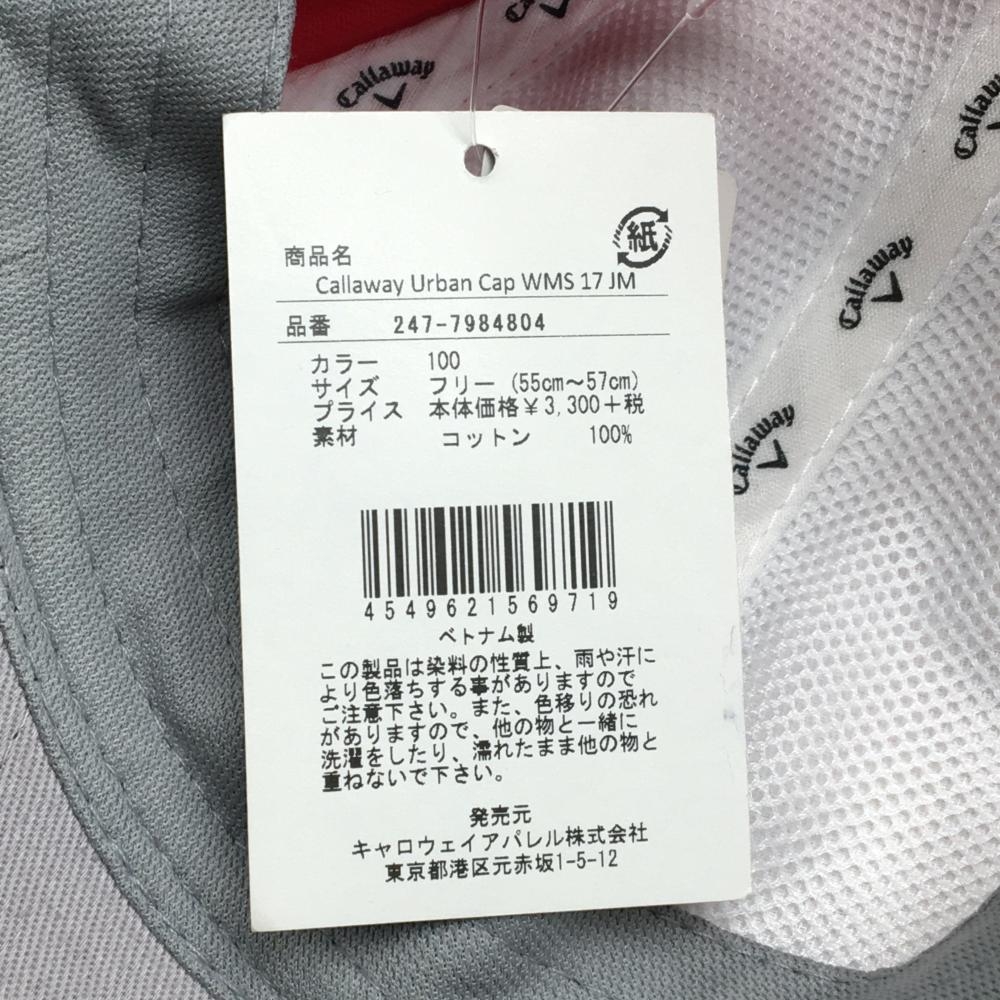 Callaway
Callaway
Callaway
Callaway
紙
商品名
Callaway Urban Cap WMS 17 JM
品番 247-7984804
カラー 100
サイズ フリー (55cm～57cm)
プライス 本体価格¥3,300+税
素材 コットン 100%
4549621569719
ベトナム製
この製品は染料の性質上、雨や汗に
より色落ちする事がありますので
ご注意下さい。また、色移りの恐れ
がありますので、他の物と一緒に
洗濯をしたり、濡れたまま他の物と
重ねないで下さい。
発売元
キャロウェイアパレル株式会社
東京都港区元赤坂1-5-12